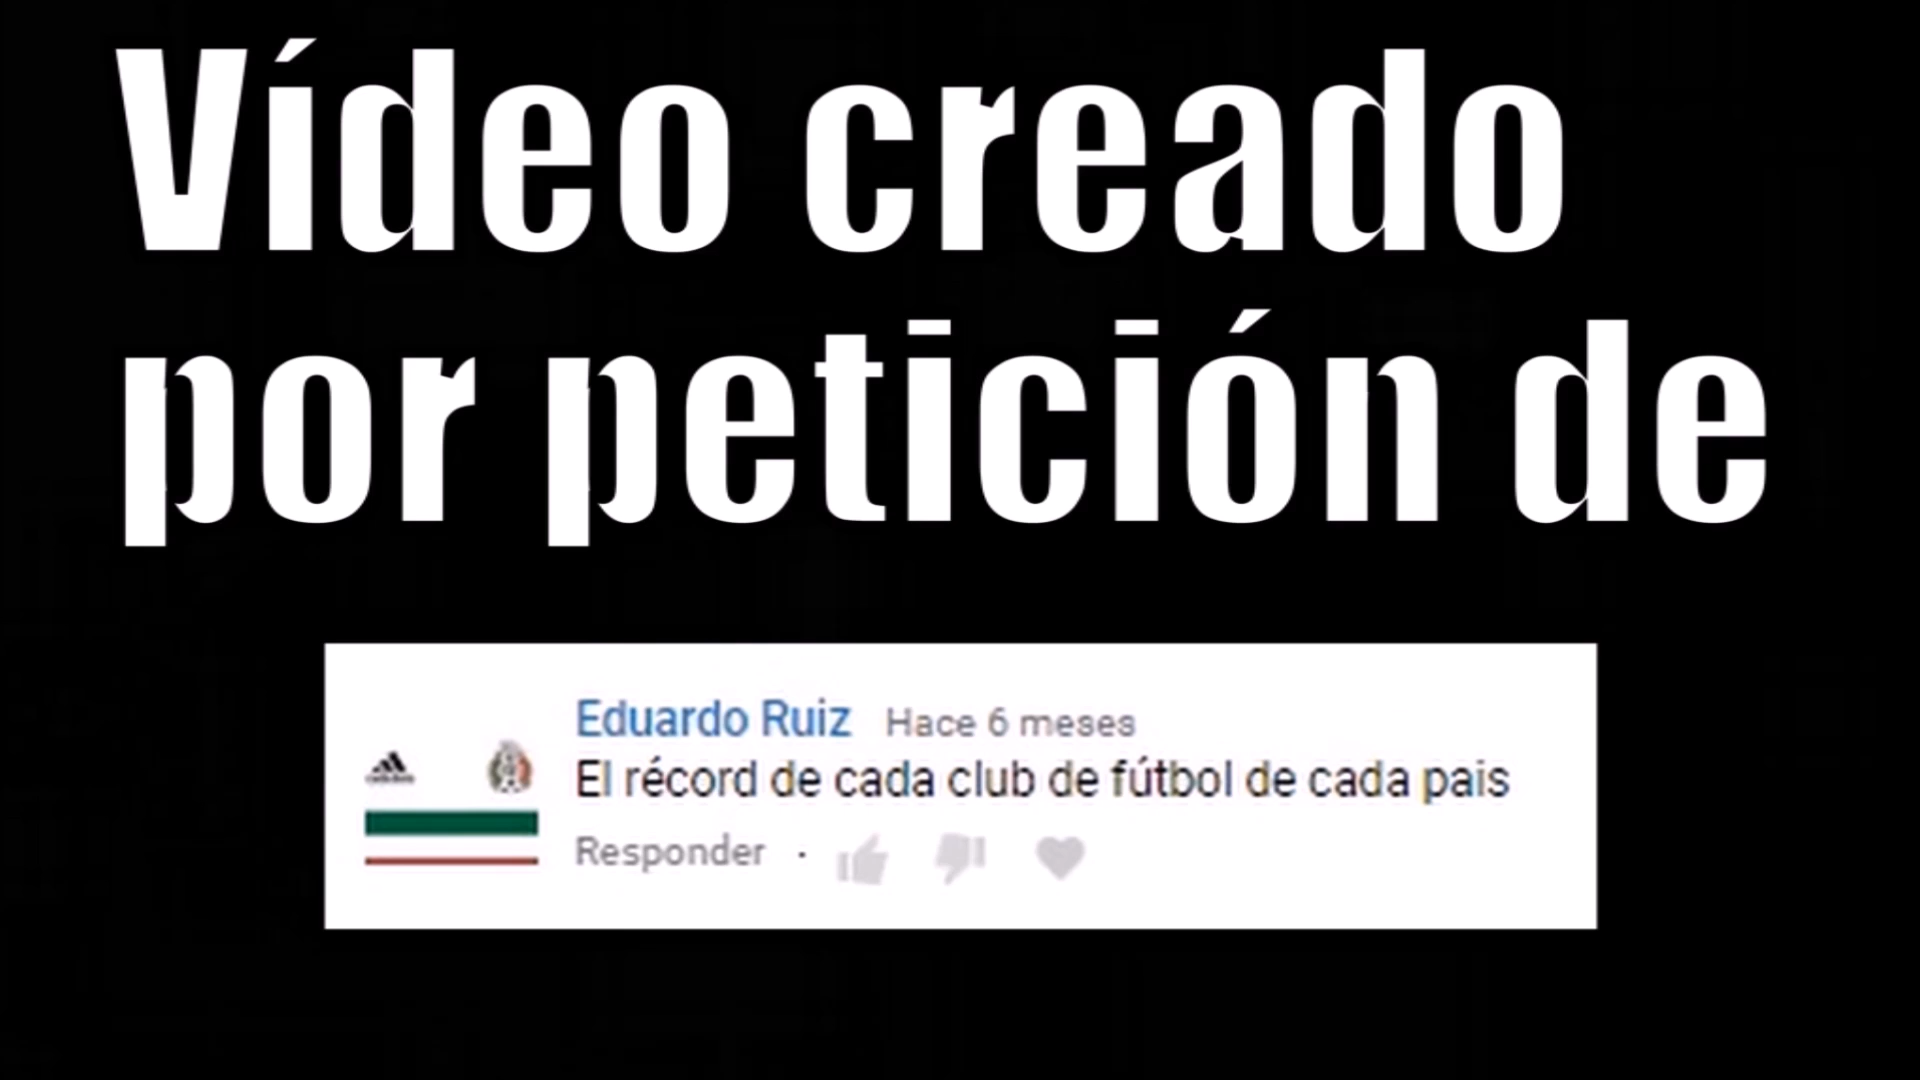 Vídeo creado
por petición de
Eduardo Ruiz Hace 6 meses
El récord de cada club de fútbol de cada pais
Responder ·
adidas